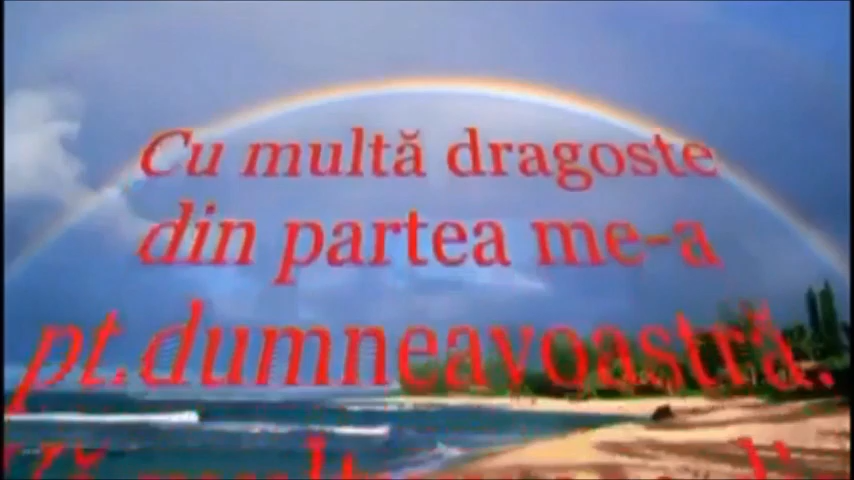 Cu multă dragoste
din partea me-a
pt.dumneavoastră.